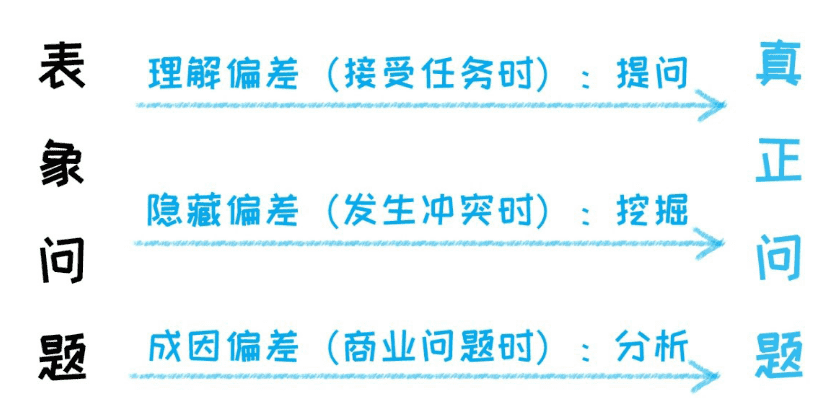 表象问题
理解偏差（接受任务时）：提问
隐藏偏差（发生冲突时）：挖掘
成因偏差（商业问题时）：分析
真正问题